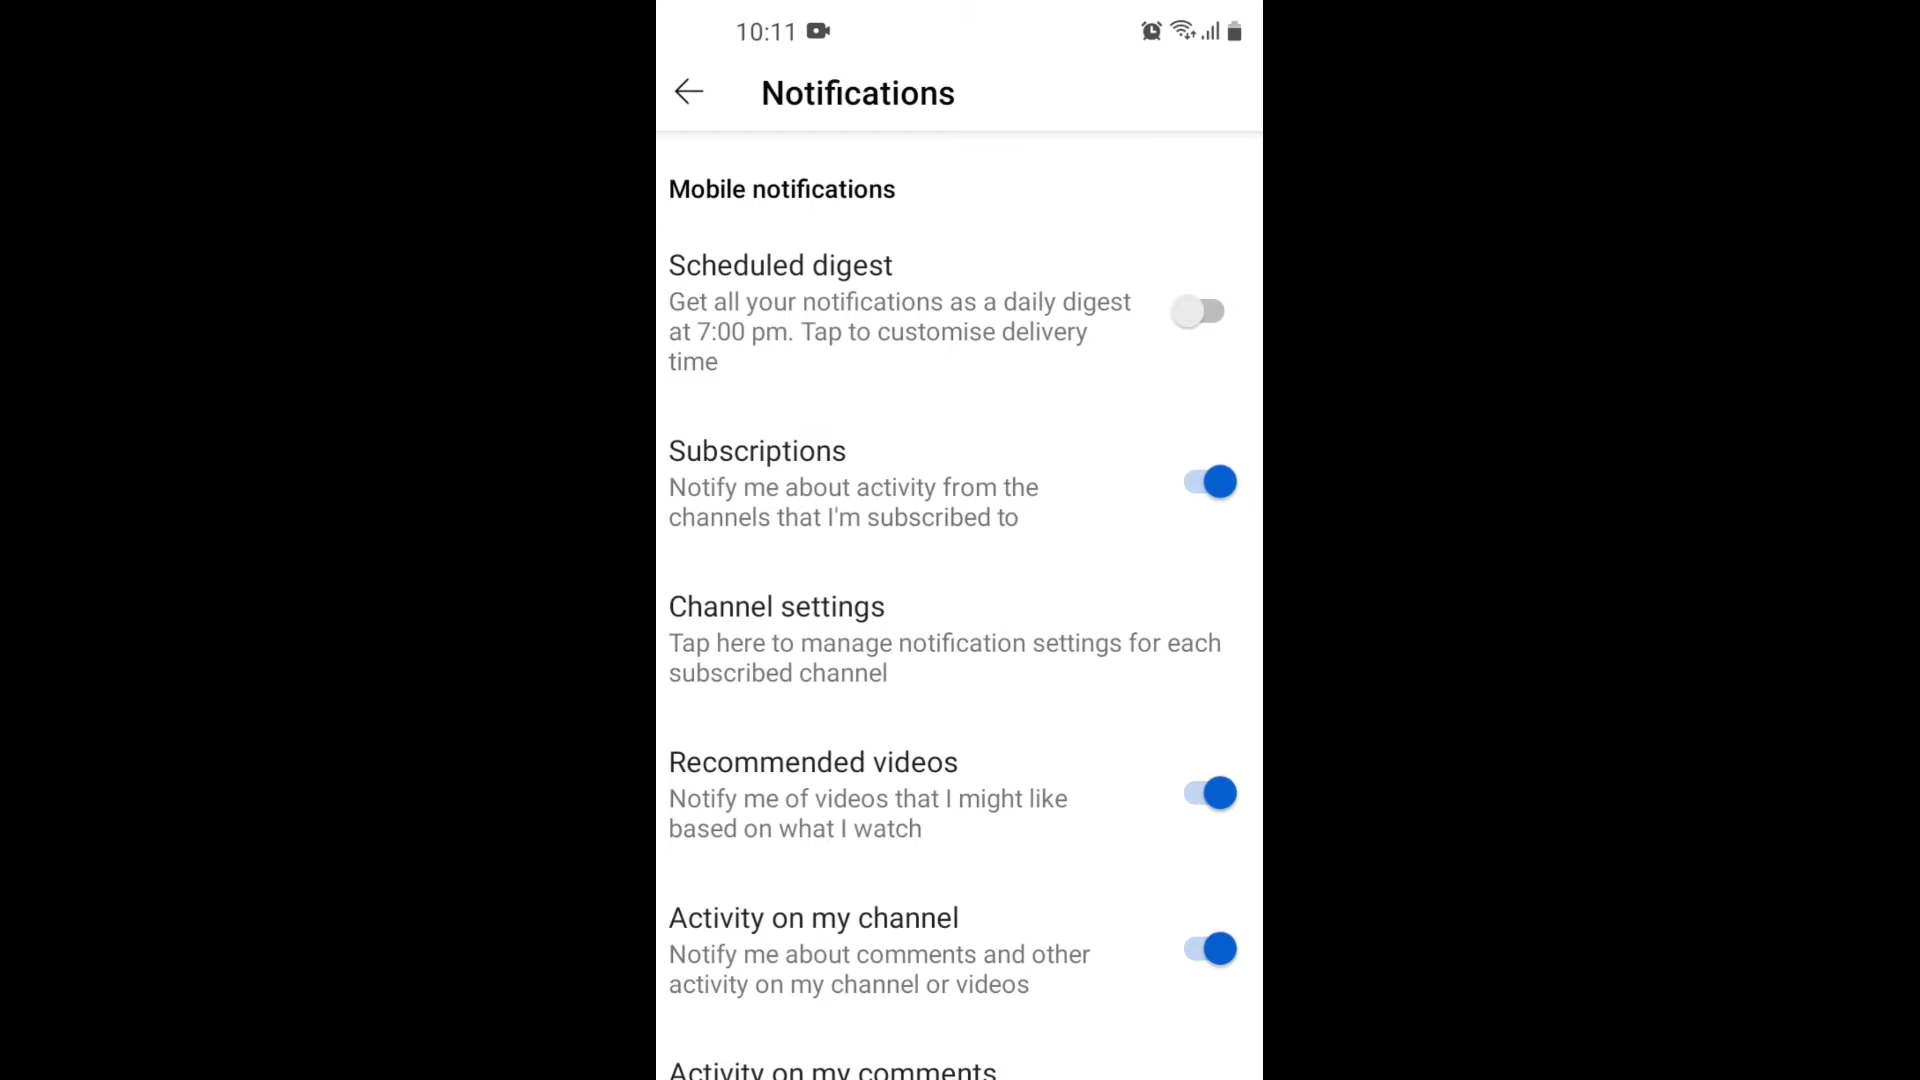 10:11
Notifications
Mobile notifications
Scheduled digest
Get all your notifications as a daily digest
at 7:00 pm. Tap to customise delivery
time
Subscriptions
Notify me about activity from the
channels that I'm subscribed to
Channel settings
Tap here to manage notification settings for each
subscribed channel
Recommended videos
Notify me of videos that I might like
based on what I watch
Activity on my channel
Notify me about comments and other
activity on my channel or videos
Activity on my comments